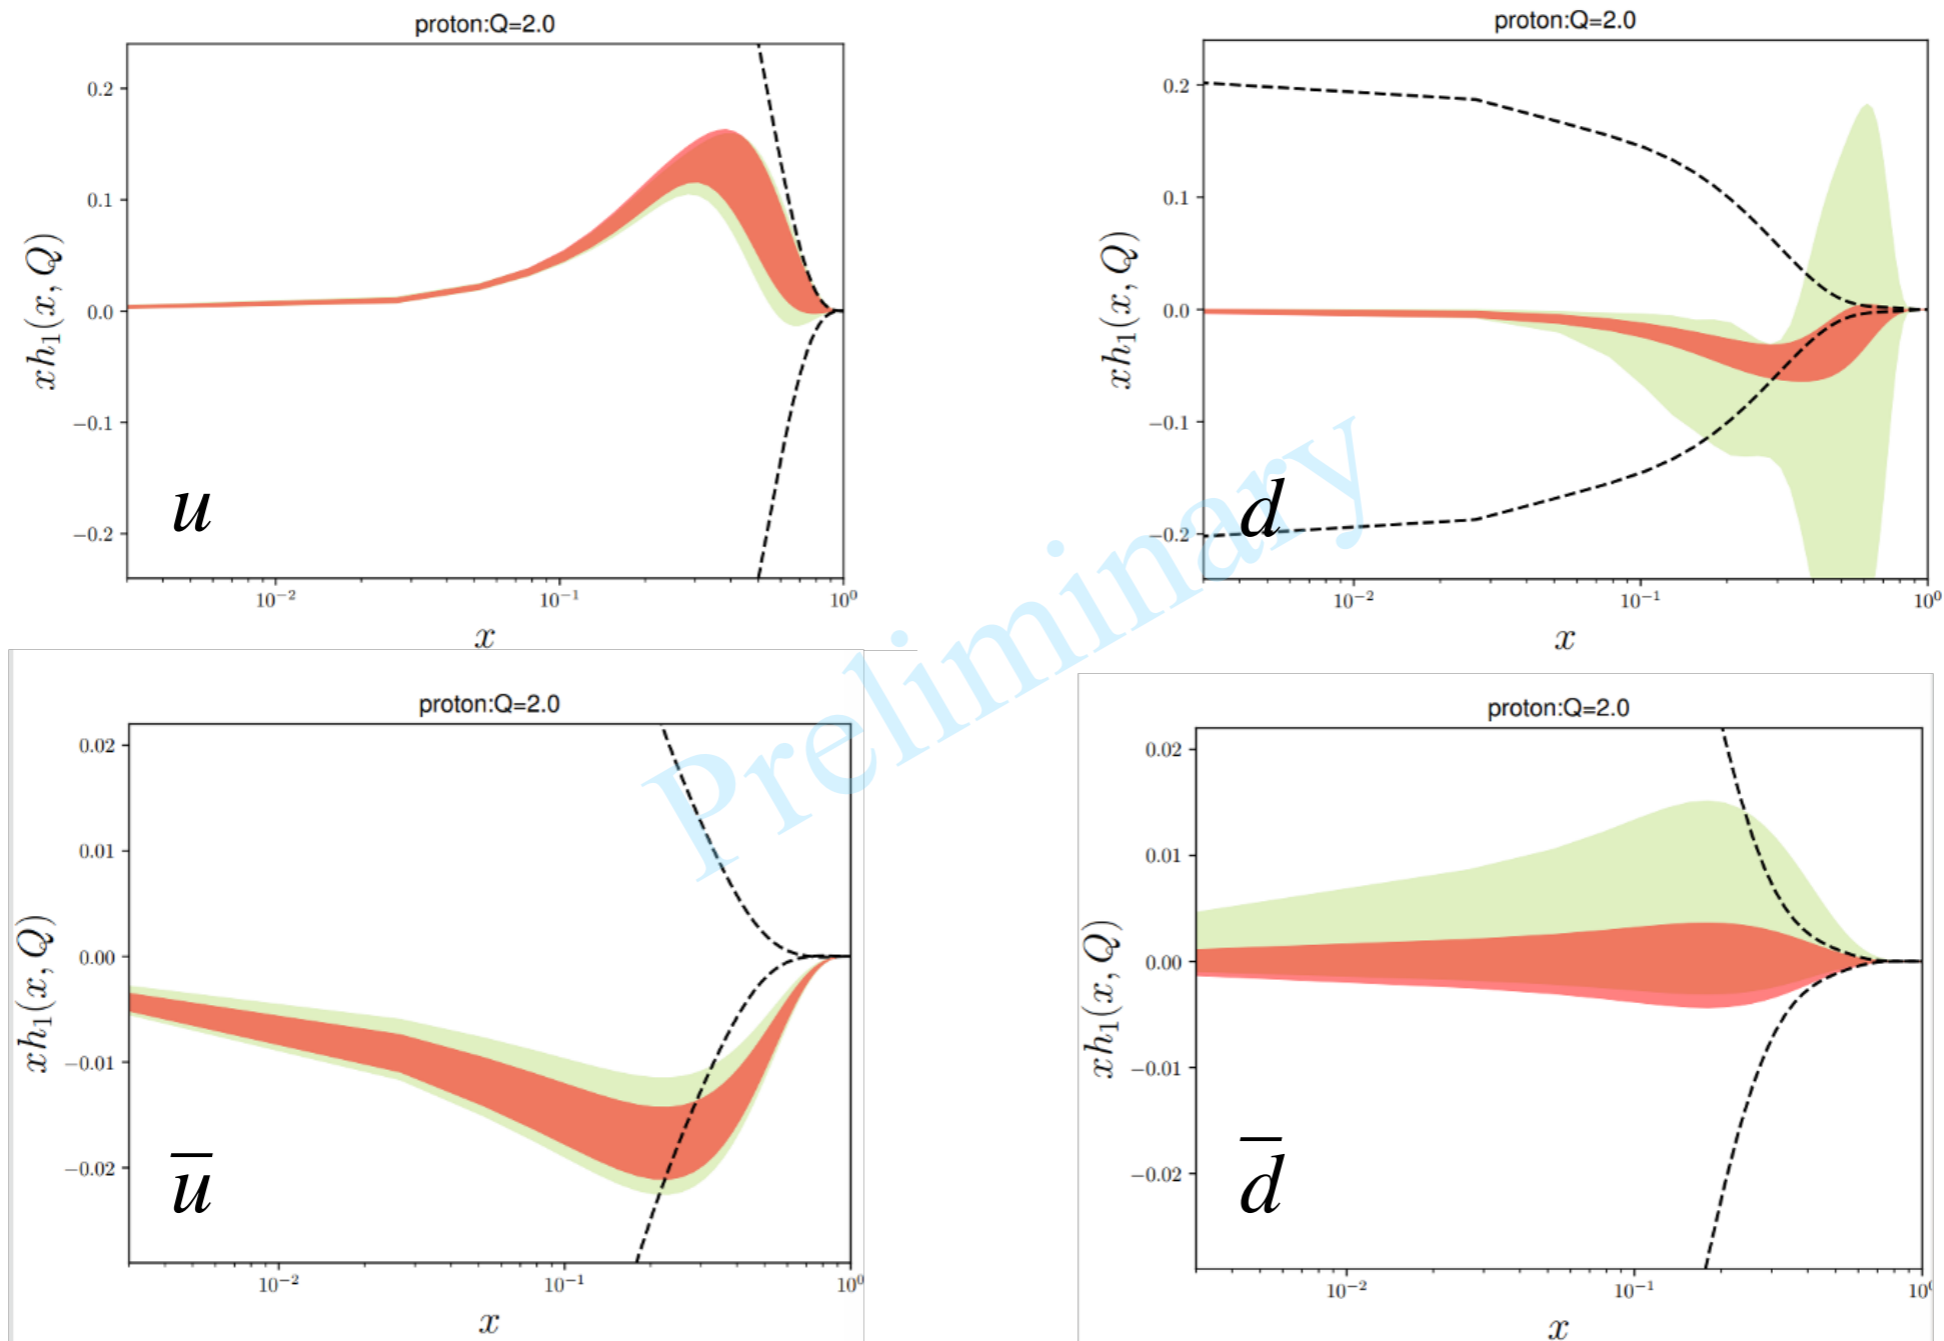 proton:Q=2.0
0.2
0.1
0.0
−0.1
−0.2
xh₁(x, Q)
10⁻²
10⁻¹
10⁰
x
u
proton:Q=2.0
0.2
0.1
0.0
−0.1
−0.2
xh₁(x, Q)
10⁻²
10⁻¹
10⁰
x
d
Preliminary
proton:Q=2.0
0.02
0.01
0.00
−0.01
−0.02
xh₁(x, Q)
10⁻²
10⁻¹
10⁰
x
u̅
proton:Q=2.0
0.02
0.01
0.00
−0.01
−0.02
xh₁(x, Q)
10⁻²
10⁻¹
10⁰
x
d̅